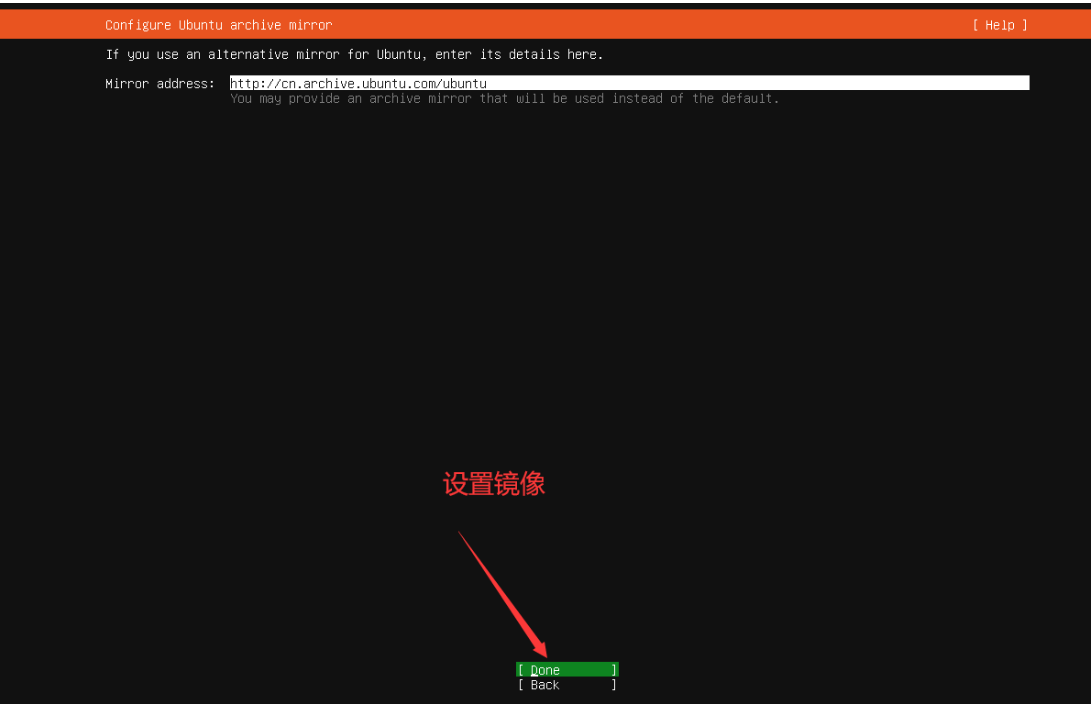 Configure Ubuntu archive mirror [ Help ]
If you use an alternative mirror for Ubuntu, enter its details here.
Mirror address: http://cn.archive.ubuntu.com/ubuntu
You may provide an archive mirror that will be used instead of the default.
设置镜像
[ Done ]
[ Back ]